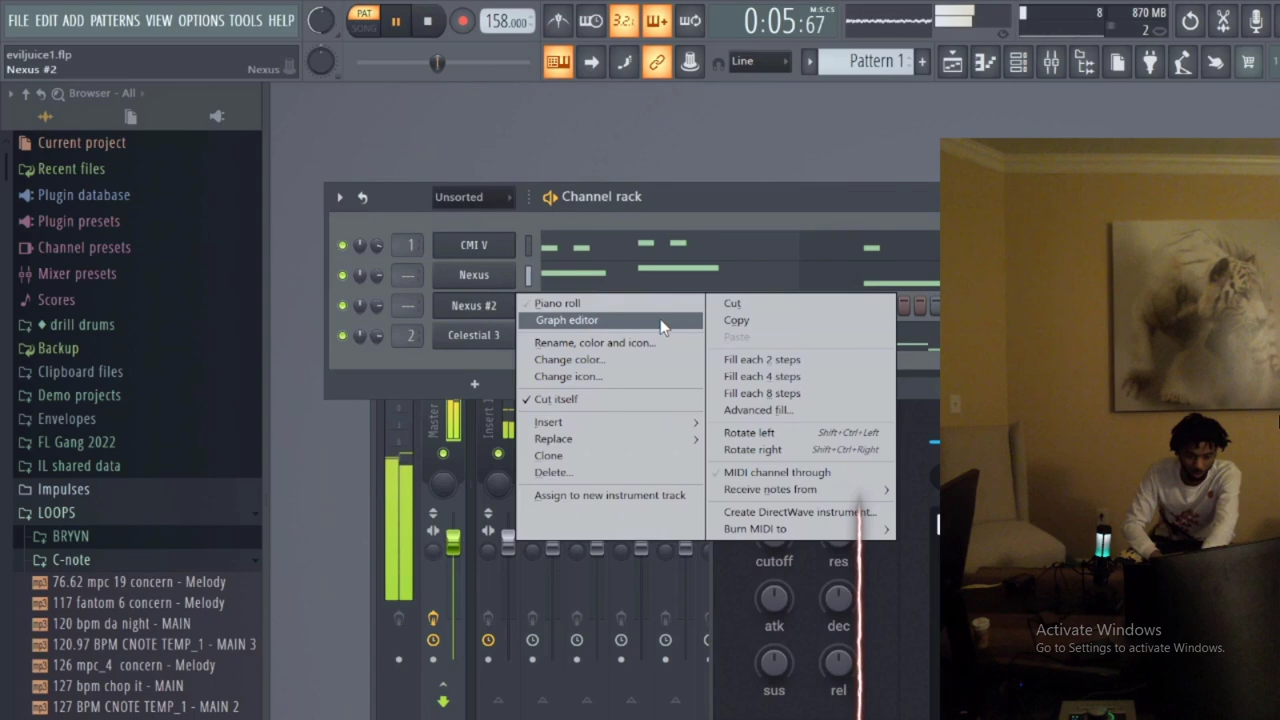 FILE EDIT ADD PATTERNS VIEW OPTIONS TOOLS HELP
PAT
SONG
158.000
3.2.
0:05:67
M:S:CS
8
870 MB
2
eviljuice1.flp
Nexus #2
Nexus
Line
Pattern 1
Browser - All
Current project
Recent files
Plugin database
Plugin presets
Channel presets
Mixer presets
Scores
drill drums
Backup
Clipboard files
Demo projects
Envelopes
FL Gang 2022
IL shared data
Impulses
LOOPS
BRYVN
C-note
76.62 mpc 19 concern - Melody
117 fantom 6 concern - Melody
120 bpm da night - MAIN
120.97 BPM CNOTE TEMP_1 - MAIN 3
126 mpc_4 concern - Melody
127 bpm chop it - MAIN
127 BPM CNOTE TEMP_1 - MAIN 2
Unsorted
Channel rack
1
CMI V
Nexus
Nexus #2
2
Celestial 3
+
Master
Insert 1
Piano roll
Graph editor
Rename, color and icon...
Change color...
Change icon...
Cut itself
Insert
Replace
Clone
Delete...
Assign to new instrument track
Cut
Copy
Paste
Fill each 2 steps
Fill each 4 steps
Fill each 8 steps
Advanced fill...
Rotate left Shift+Ctrl+Left
Rotate right Shift+Ctrl+Right
MIDI channel through
Receive notes from
Create DirectWave instrument...
Burn MIDI to
cutoff
res
atk
dec
sus
rel
Activate Windows
Go to Settings to activate Windows.